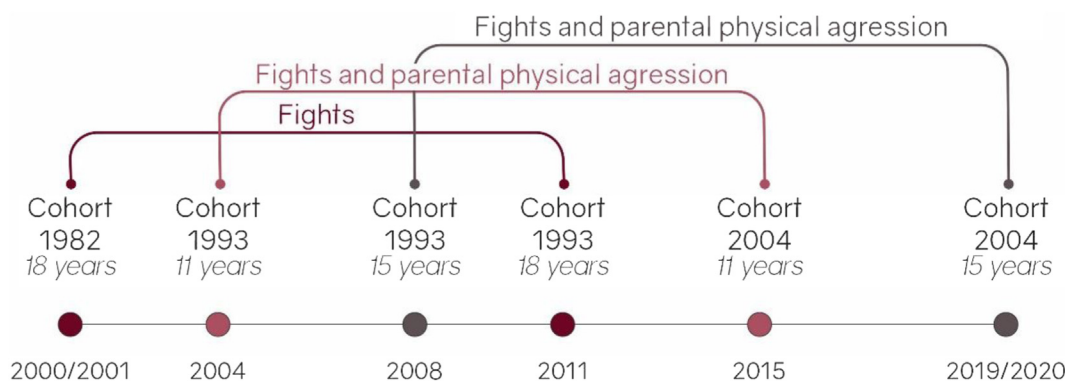 Fights and parental physical agression
Fights and parental physical agression
Fights
Cohort 1982 18 years
Cohort 1993 11 years
Cohort 1993 15 years
Cohort 1993 18 years
Cohort 2004 11 years
Cohort 2004 15 years
2000/2001 2004 2008 2011 2015 2019/2020